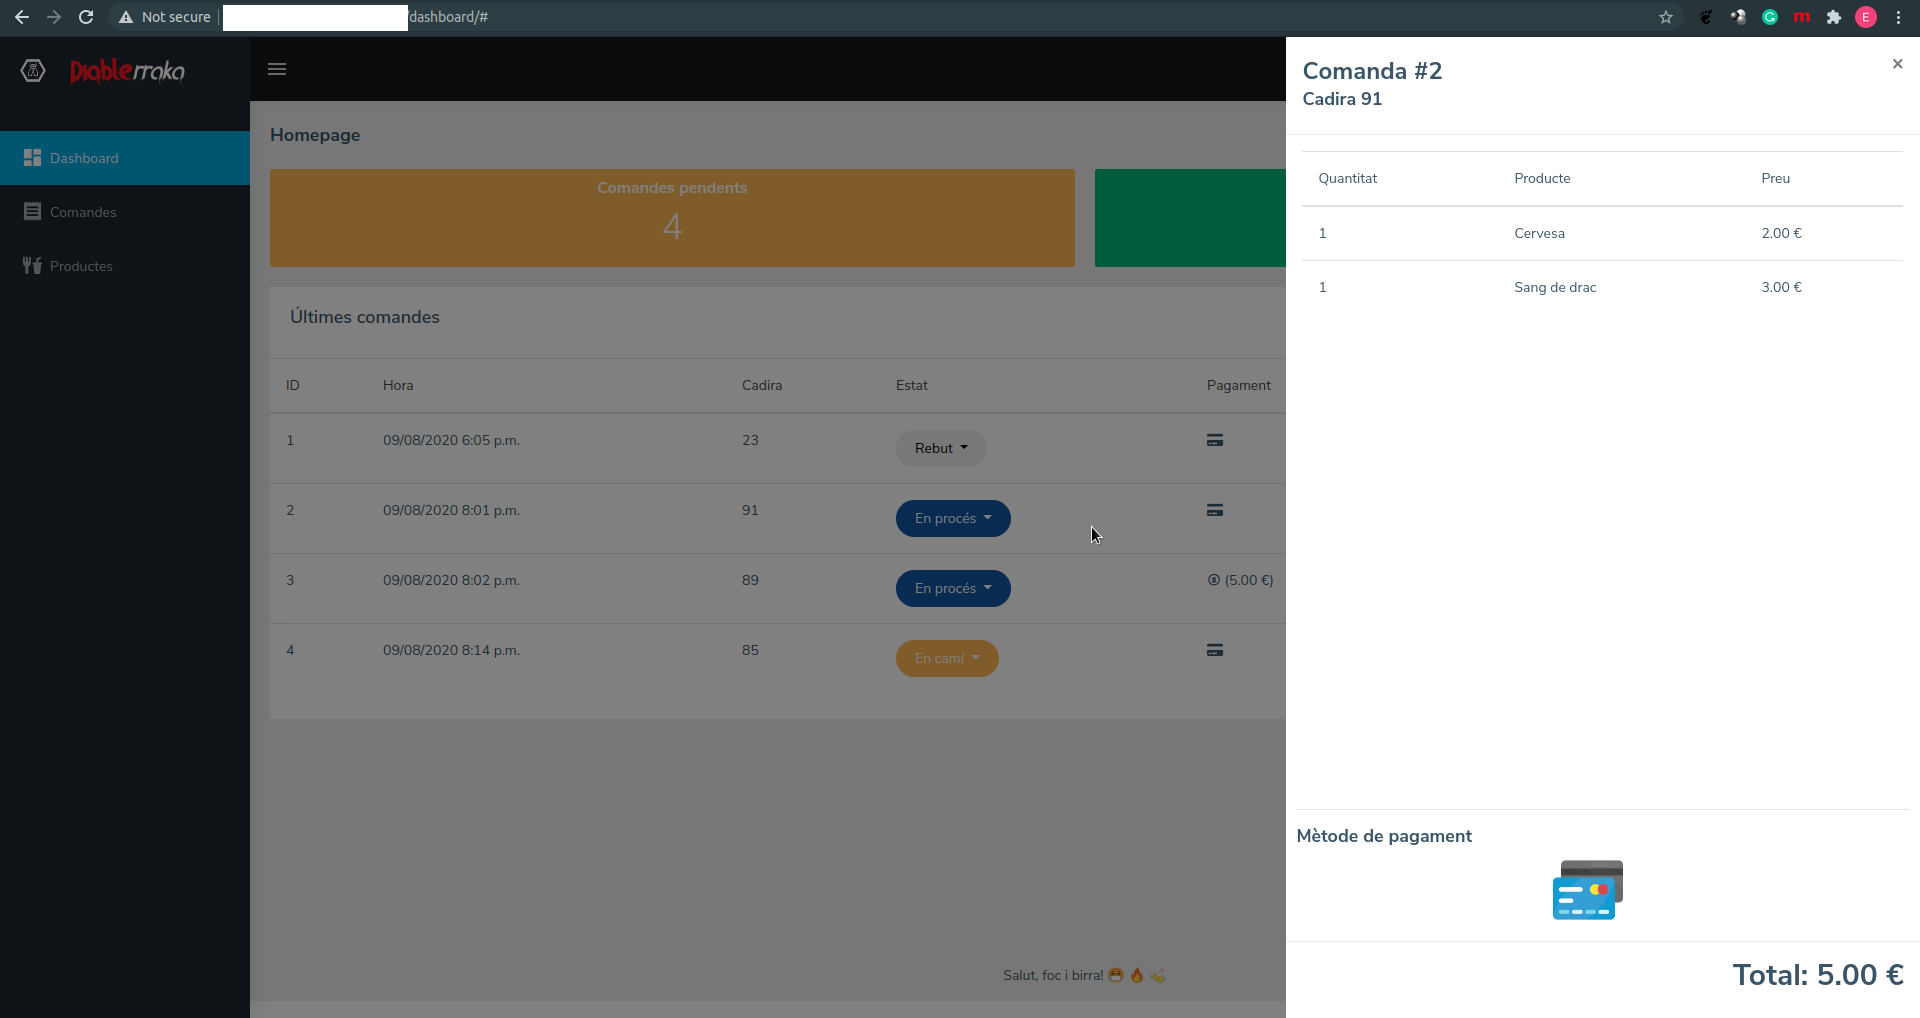 Not secure
/dashboard/#
E
Diablerraka
Dashboard
Comandes
Productes
Homepage
Comandes pendents
4
Últimes comandes
ID Hora Cadira Estat Pagament
1 09/08/2020 6:05 p.m. 23 Rebut
2 09/08/2020 8:01 p.m. 91 En procés
3 09/08/2020 8:02 p.m. 89 En procés (5.00 €)
4 09/08/2020 8:14 p.m. 85 En camí
Salut, foc i birra!
Comanda #2
×
Cadira 91
Quantitat Producte Preu
1 Cervesa 2.00 €
1 Sang de drac 3.00 €
Mètode de pagament
Total: 5.00 €